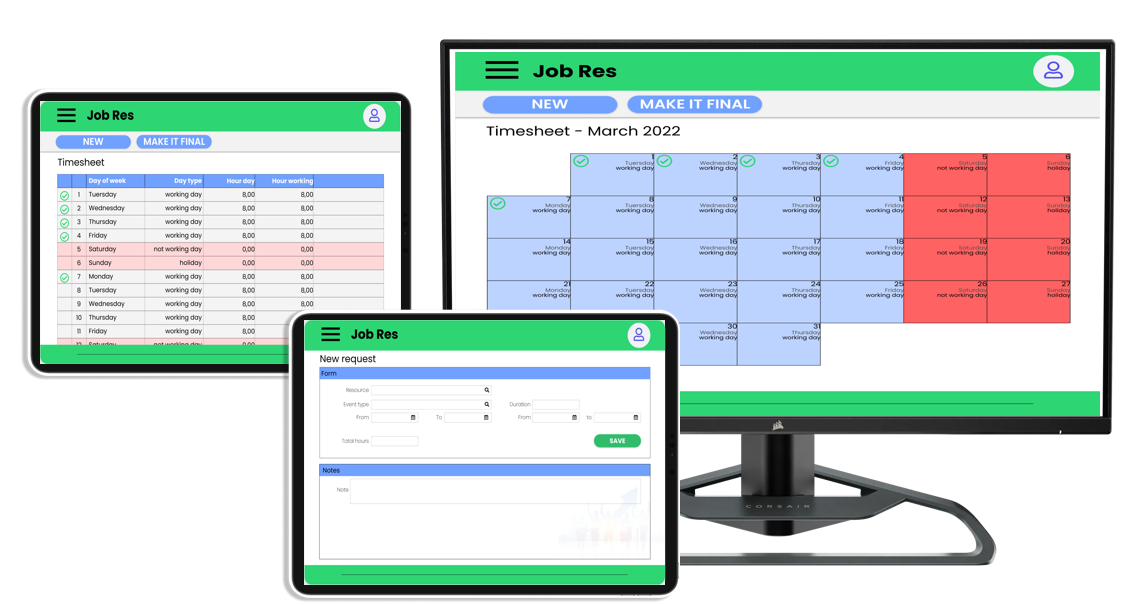 Job Res
NEW MAKE IT FINAL
Timesheet
Day of week Day type Hour day Hour working
1 Tuersday working day 8,00 8,00
2 Wednesday working day 8,00 8,00
3 Thursday working day 8,00 8,00
4 Friday working day 8,00 8,00
5 Saturday not working day 0,00 0,00
6 Sunday holiday 0,00 0,00
7 Monday working day 8,00 8,00
8 Tuersday working day 8,00 8,00
9 Wednesday working day 8,00 8,00
10 Thursday working day 8,00 8,00
11 Friday working day 8,00
12 Saturday not working day 0,00
Job Res
NEW MAKE IT FINAL
Timesheet - March 2022
1 2 3 4 5 6
Tuersday Wednesday Thursday Friday Saturday Sunday
working day working day working day working day not working day holiday
7 8 9 10 11 12 13
Monday Tuersday Wednesday Thursday Friday Saturday Sunday
working day working day working day working day working day not working day holiday
14 15 16 17 18 19 20
Monday Tuersday Wednesday Thursday Friday Saturday Sunday
working day working day working day working day working day not working day holiday
21 22 23 24 25 26 27
Monday Tuersday Wednesday Thursday Friday Saturday Sunday
working day working day working day working day working day not working day holiday
30 31
Wednesday Thursday
working day working day
CORSAIR
Job Res
New request
Form
Resource
Event type Duration
From To From to
Total hours SAVE
Notes
Note